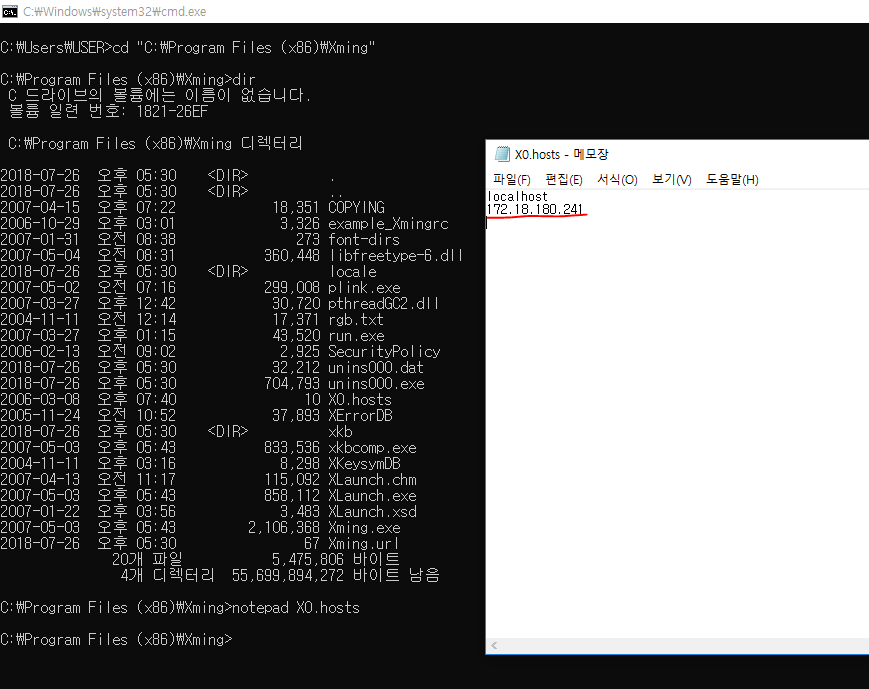 C:\Windows\system32\cmd.exe
C:\Users\USER>cd "C:\Program Files (x86)\Xming"
C:\Program Files (x86)\Xming>dir
C 드라이브의 볼륨에는 이름이 없습니다.
볼륨 일련 번호: 1821-26EF
C:\Program Files (x86)\Xming 디렉터리
2018-07-26 오후 05:30 <DIR> .
2018-07-26 오후 05:30 <DIR> ..
2007-04-15 오후 07:22 18,351 COPYING
2006-10-29 오후 03:01 3,326 example_Xmingrc
2007-01-31 오전 08:38 273 font-dirs
2007-05-04 오전 08:31 360,448 libfreetype-6.dll
2018-07-26 오후 05:30 <DIR> locale
2007-05-02 오전 07:16 299,008 plink.exe
2007-03-27 오후 12:42 30,720 pthreadGC2.dll
2004-11-11 오전 12:14 17,371 rgb.txt
2007-03-27 오후 01:15 43,520 run.exe
2006-02-13 오전 09:02 2,925 SecurityPolicy
2018-07-26 오후 05:30 32,212 unins000.dat
2018-07-26 오후 05:30 704,793 unins000.exe
2006-03-08 오후 07:40 10 X0.hosts
2005-11-24 오전 10:52 37,893 XErrorDB
2018-07-26 오후 05:30 <DIR> xkb
2007-05-03 오후 05:43 833,536 xkbcomp.exe
2004-11-11 오후 03:16 8,298 XKeysymDB
2007-04-13 오전 11:17 115,092 XLaunch.chm
2007-05-03 오후 05:43 858,112 XLaunch.exe
2007-01-22 오후 03:56 3,483 XLaunch.xsd
2007-05-03 오후 05:43 2,106,368 Xming.exe
2018-07-26 오후 05:30 67 Xming.url
20개 파일 5,475,806 바이트
4개 디렉터리 55,699,894,272 바이트 남음
C:\Program Files (x86)\Xming>notepad X0.hosts
C:\Program Files (x86)\Xming>
X0.hosts - 메모장
파일(F) 편집(E) 서식(O) 보기(V) 도움말(H)
localhost
172.18.180.241